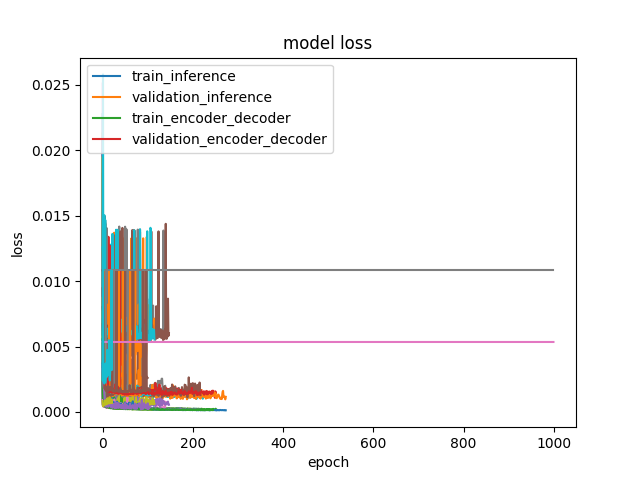 model loss
train_inference
validation_inference
train_encoder_decoder
validation_encoder_decoder
0.025
0.020
0.015
0.010
0.005
0.000
loss
0 200 400 600 800 1000
epoch